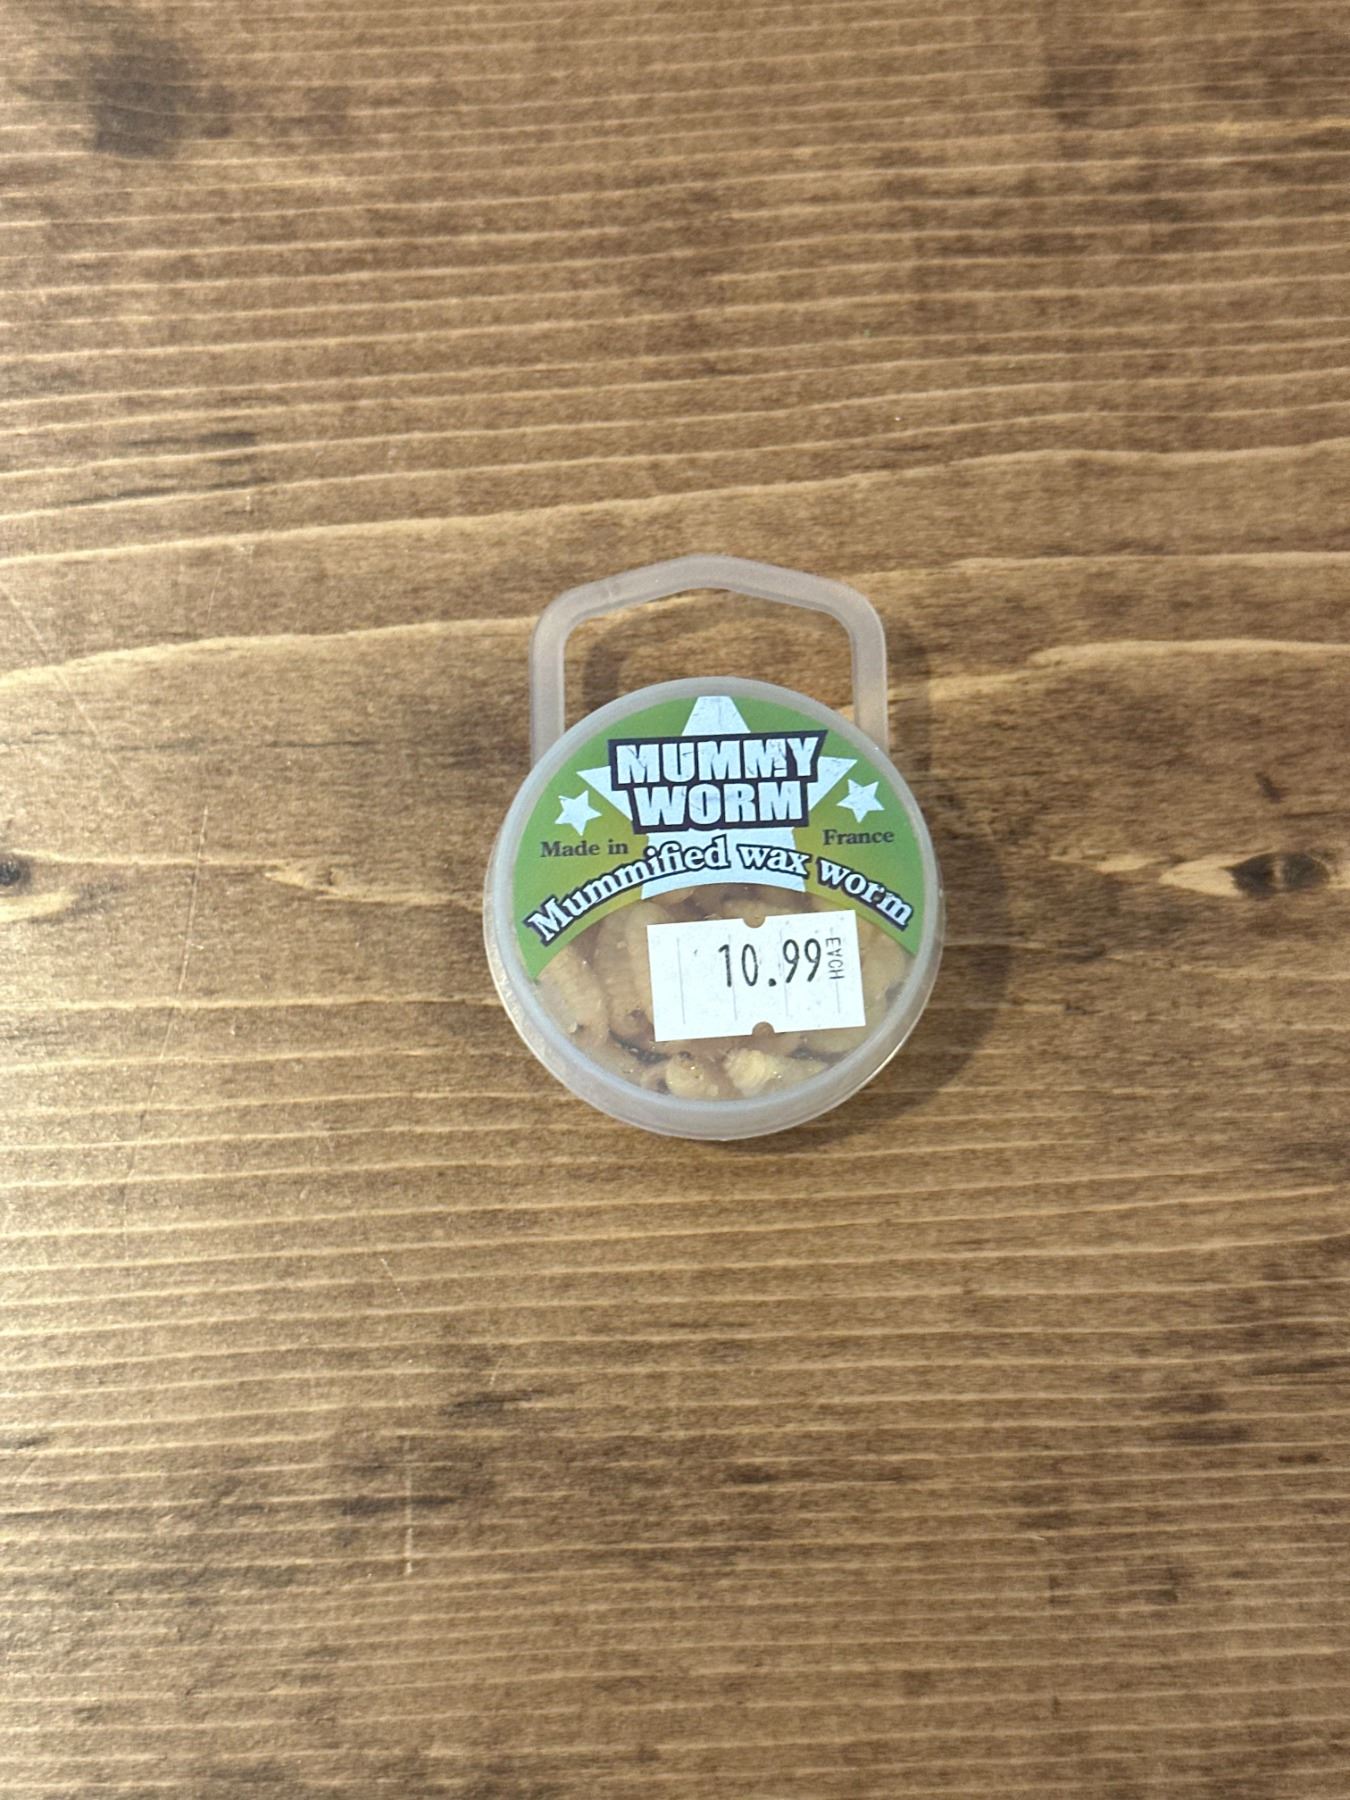 MUMMY
WORM
Made in France
Mummified wax worm
10.99 EACH